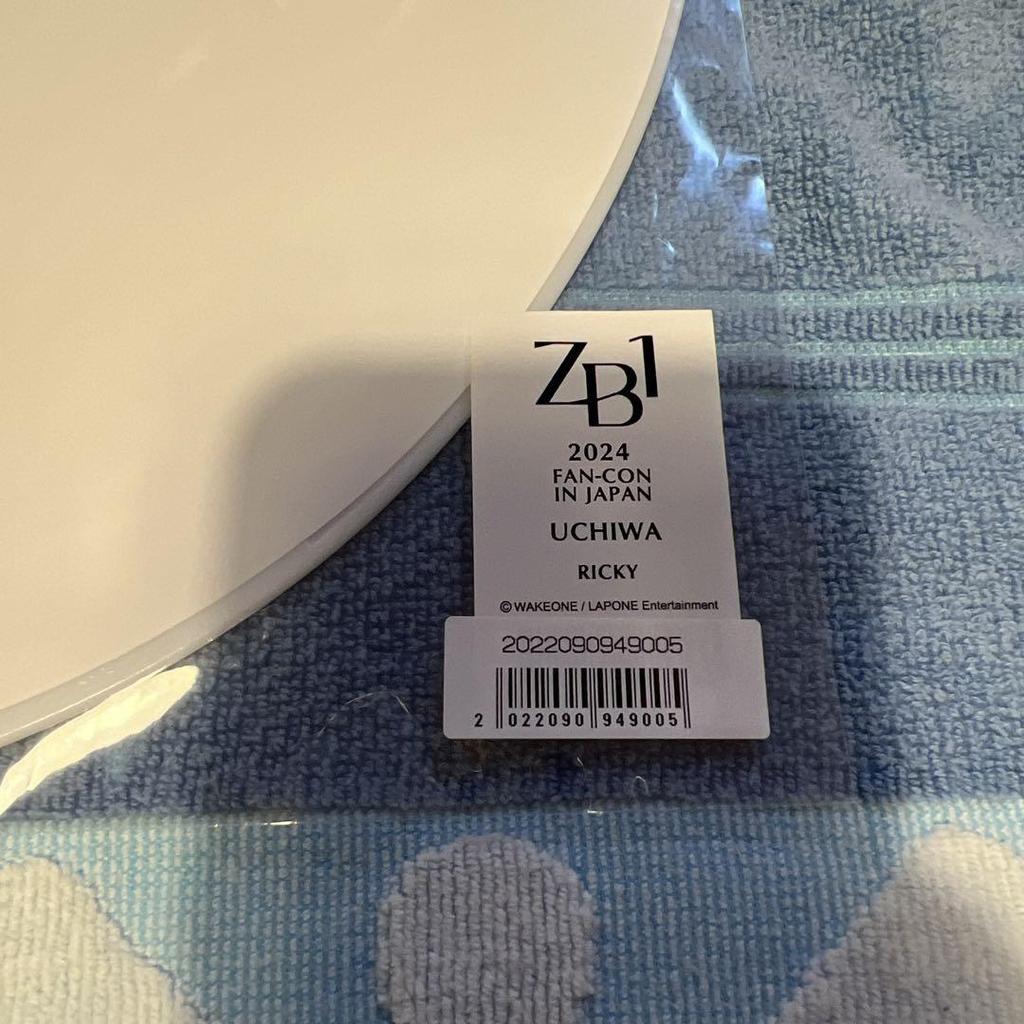 ZB1
2024
FAN-CON
IN JAPAN
UCHIWA
RICKY
© WAKEONE / LAPONE Entertainment
2022090949005
2 022090 949005